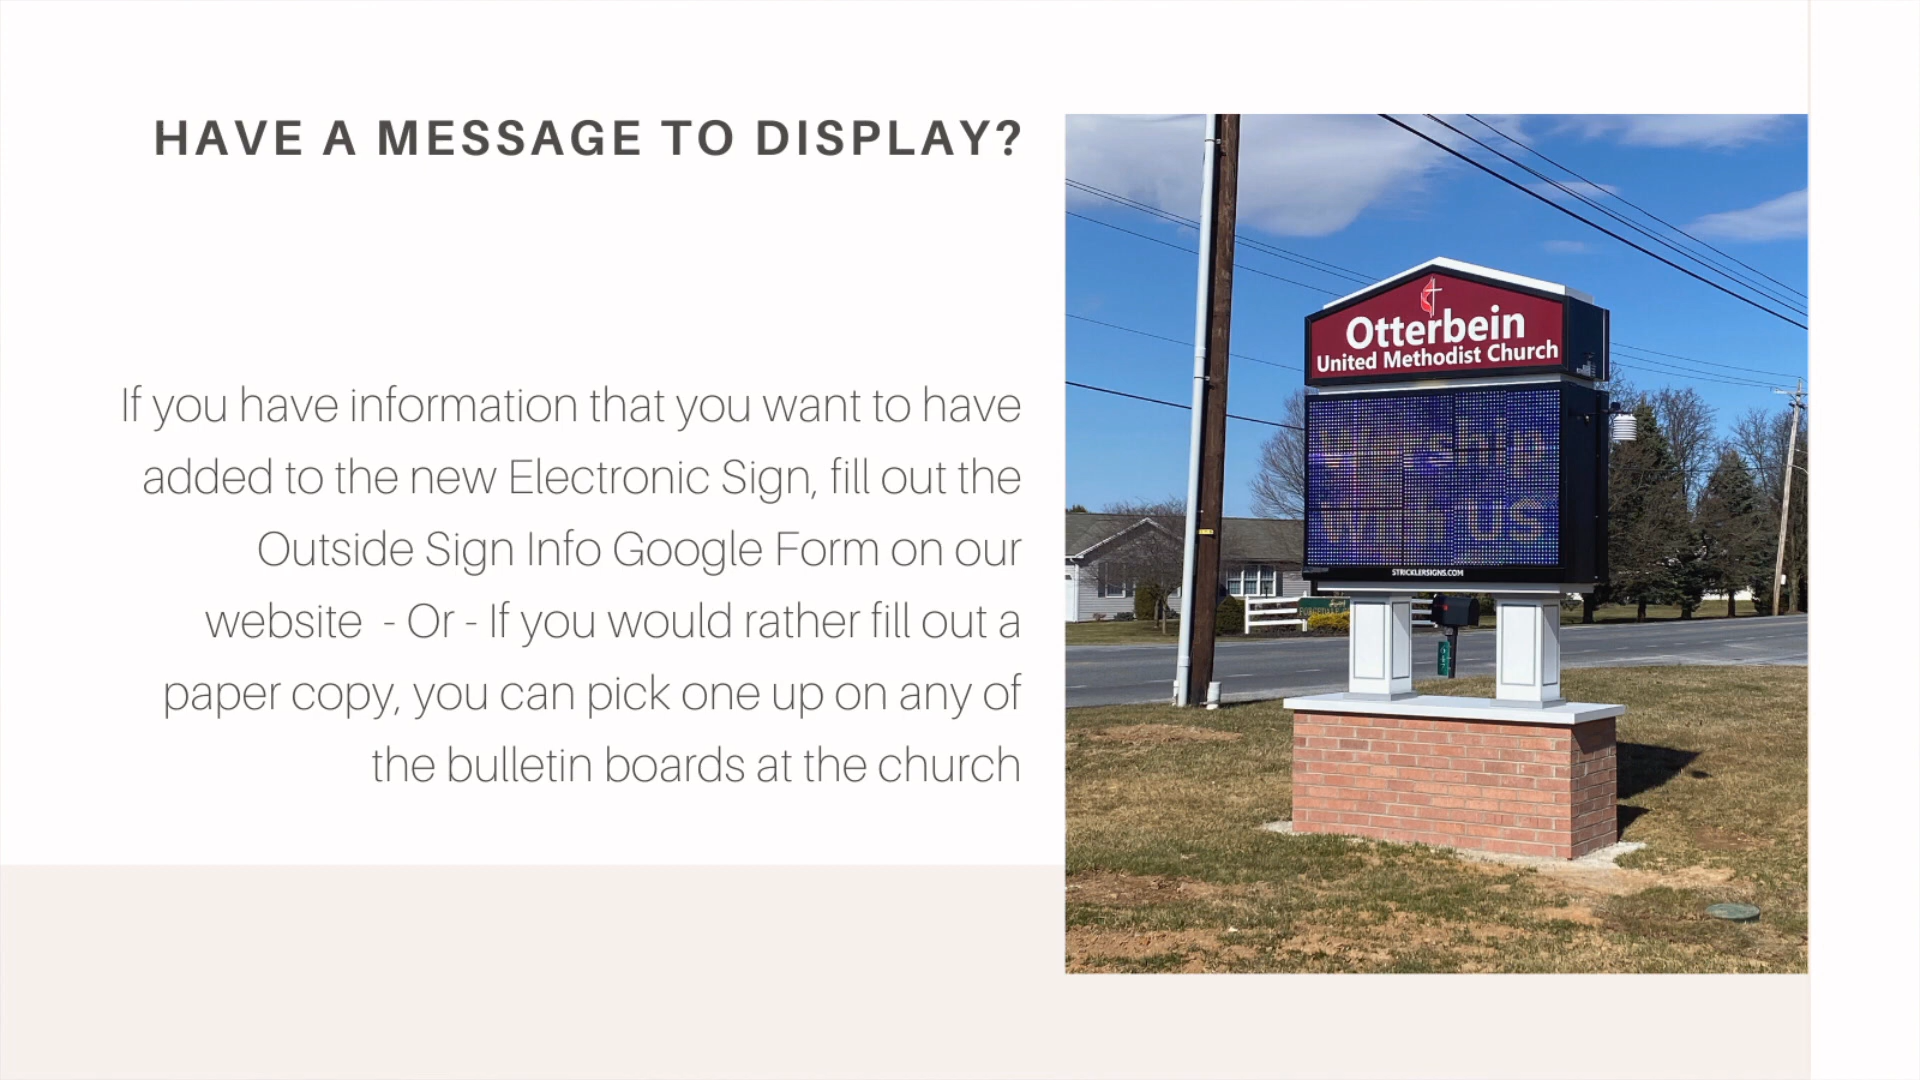 HAVE A MESSAGE TO DISPLAY?
If you have information that you want to have
added to the new Electronic Sign, fill out the
Outside Sign Info Google Form on our
website - Or - If you would rather fill out a
paper copy, you can pick one up on any of
the bulletin boards at the church
Otterbein
United Methodist Church
Worship
With US
STRICKLERSIGNS.COM